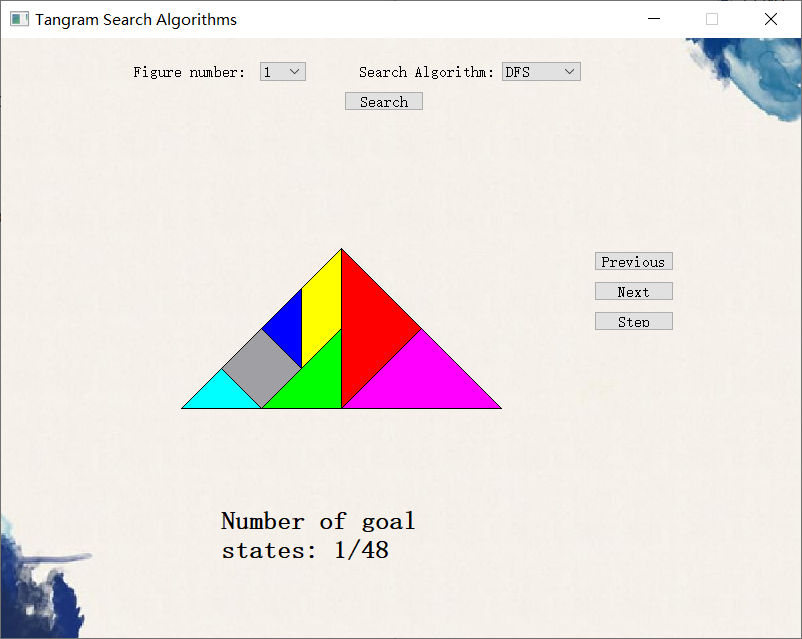 Tangram Search Algorithms
Figure number: 1 Search Algorithm: DFS
Search
Previous
Next
Step
Number of goal
states: 1/48